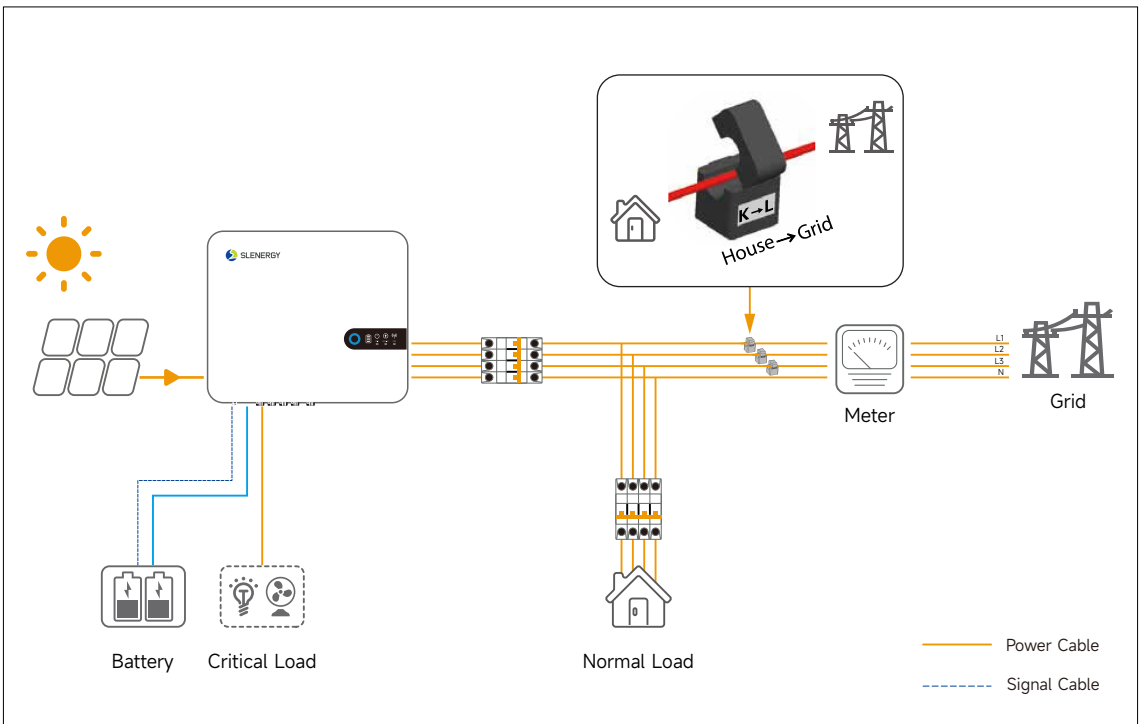 K→L
House→Grid
SLENERGY
L1
L2
L3
N
Meter
Grid
Battery
Critical Load
Normal Load
Power Cable
Signal Cable